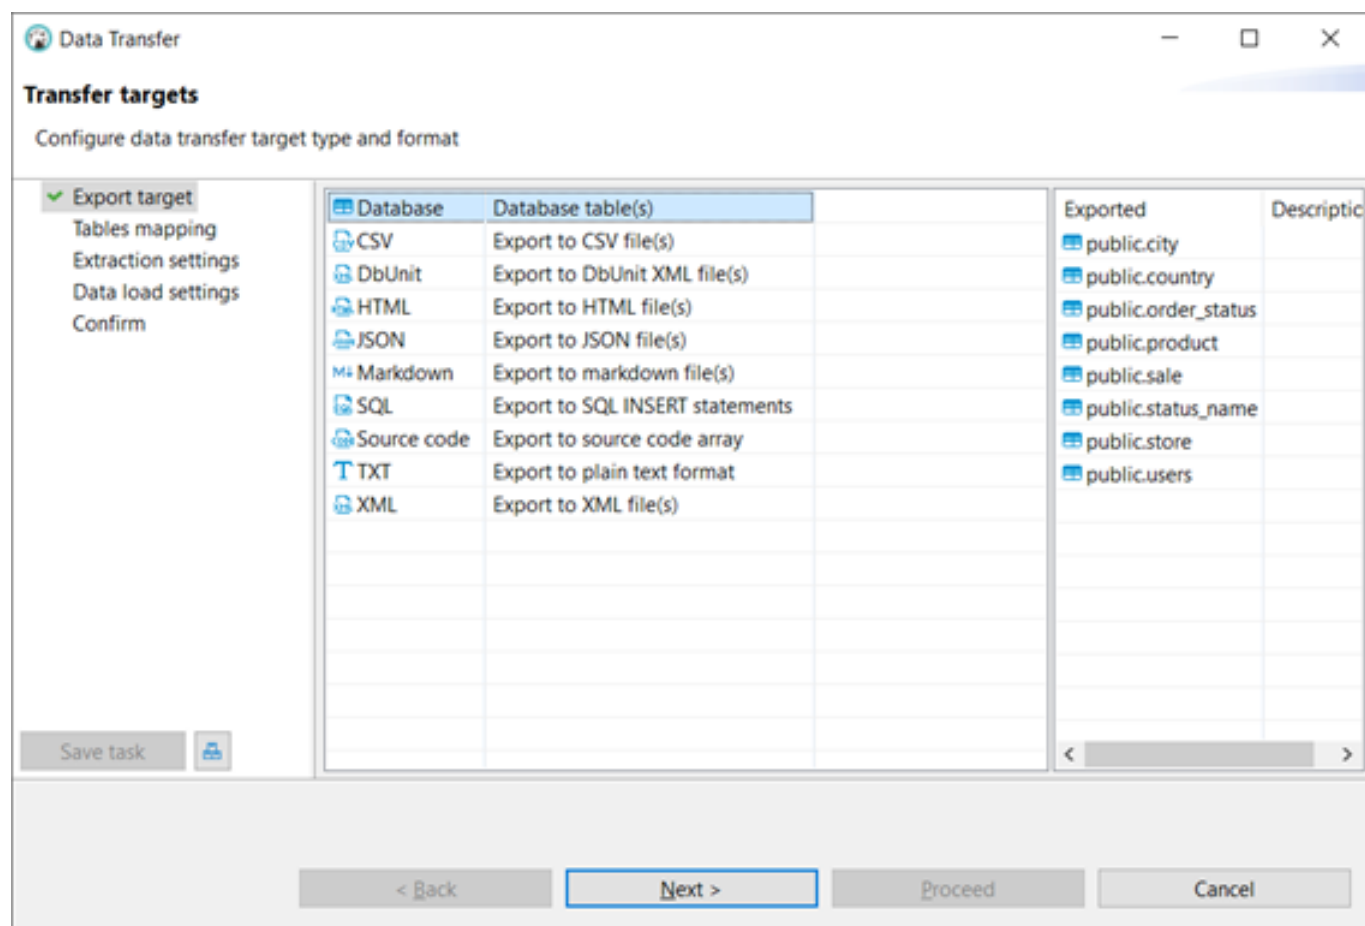 Data Transfer
Transfer targets
Configure data transfer target type and format
Export target
Tables mapping
Extraction settings
Data load settings
Confirm
Database Database table(s)
CSV Export to CSV file(s)
DbUnit Export to DbUnit XML file(s)
HTML Export to HTML file(s)
JSON Export to JSON file(s)
Markdown Export to markdown file(s)
SQL Export to SQL INSERT statements
Source code Export to source code array
TXT Export to plain text format
XML Export to XML file(s)
Exported Descriptic
public.city
public.country
public.order_status
public.product
public.sale
public.status_name
public.store
public.users
Save task
< Back Next > Proceed Cancel